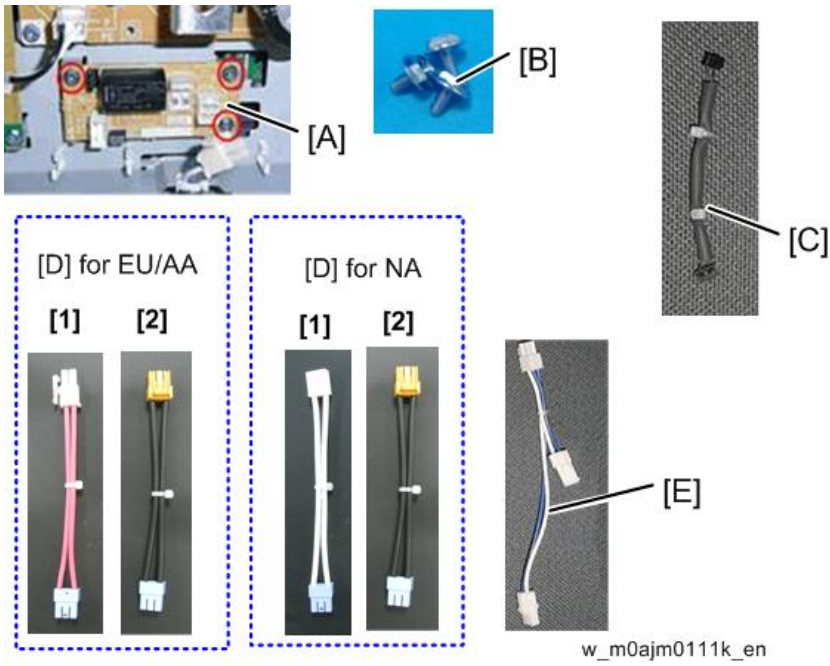 [A]
[B]
[C]
[D] for EU/AA
[1] [2]
[D] for NA
[1] [2]
[E]
w_m0ajm0111k_en